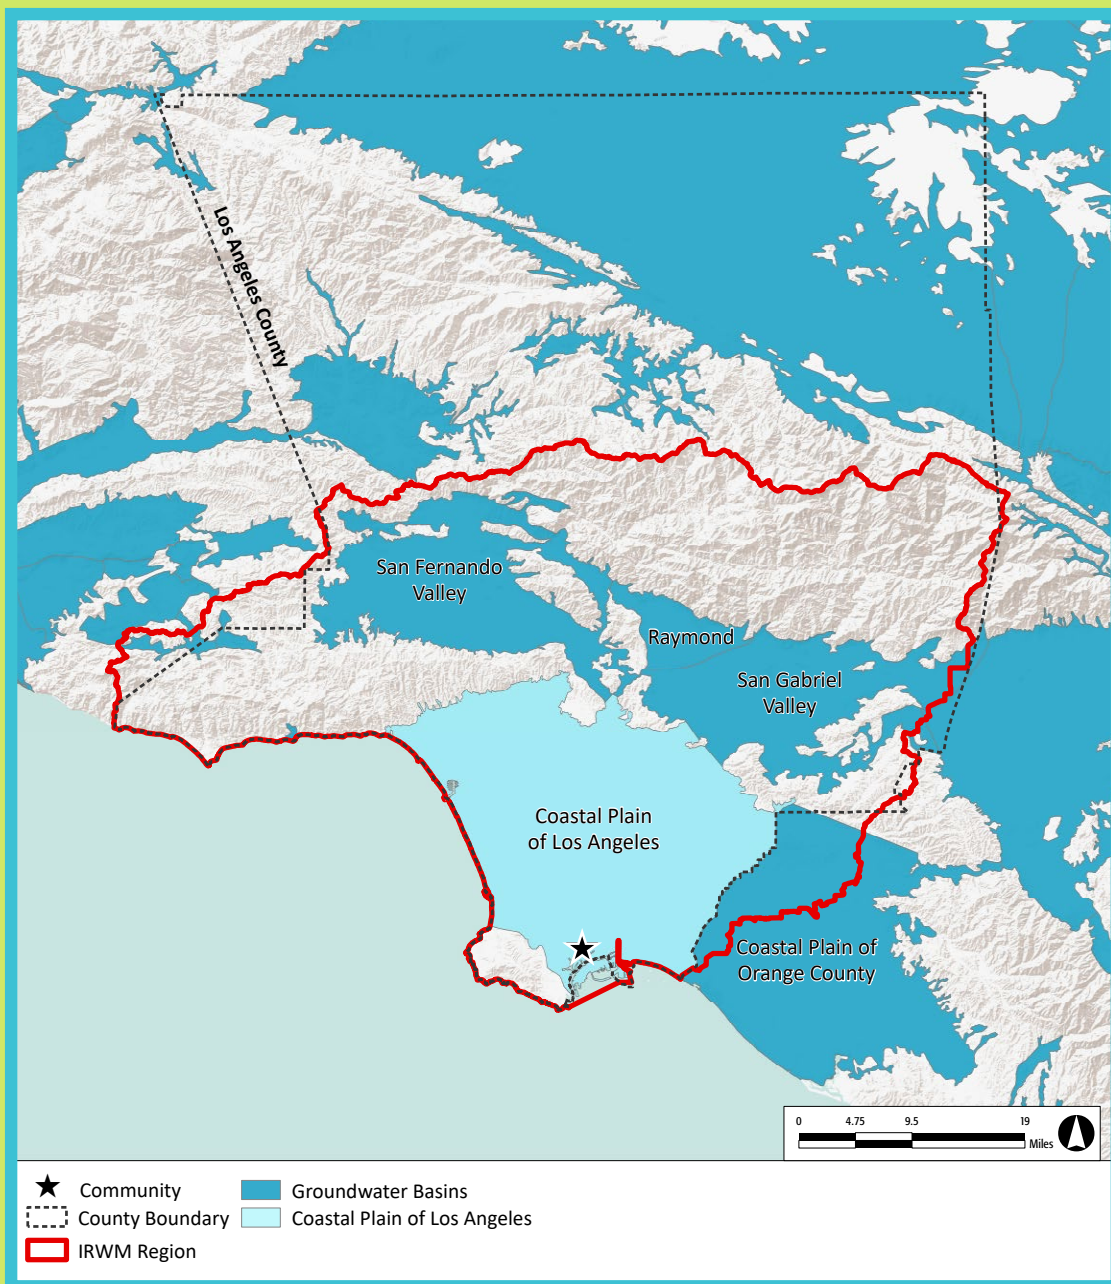 Los Angeles County
San Fernando
Valley
Raymond
San Gabriel
Valley
Coastal Plain
of Los Angeles
Coastal Plain of
Orange County
0 4.75 9.5 19
Miles
Community
County Boundary
IRWM Region
Groundwater Basins
Coastal Plain of Los Angeles